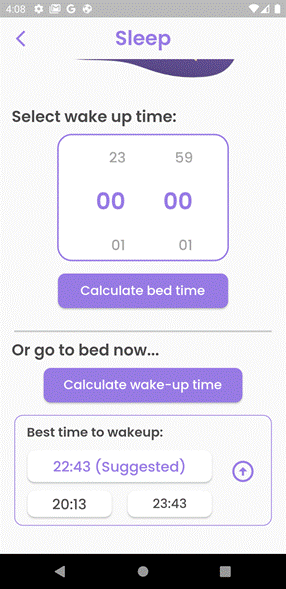 4:08
Sleep
Select wake up time:
23 59
00 00
01 01
Calculate bed time
Or go to bed now...
Calculate wake-up time
Best time to wakeup:
22:43 (Suggested)
20:13 23:43